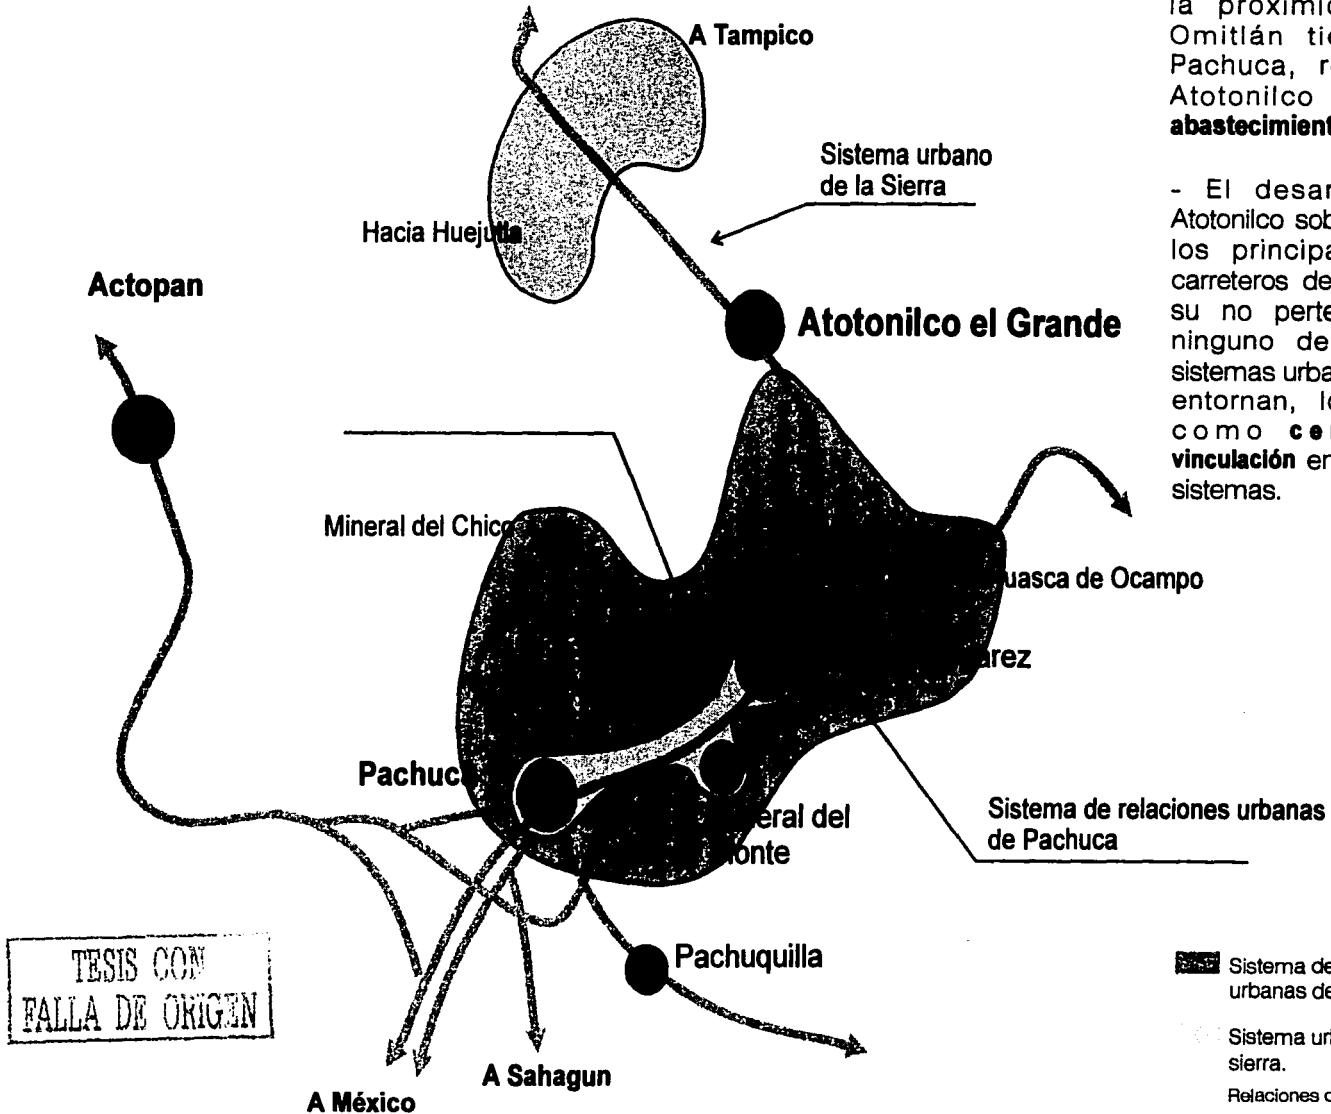 la proximid
Omitlán tie
Pachuca, r
Atotonilco
abastecimient
- El desar
Atotonilco sob
los principa
carreteros de
su no perte
ninguno de
sistemas urba
entornan, l
como ce
vinculación en
sistemas.
A Tampico
Sistema urbano
de la Sierra
Hacia Huejutla
Actopan
Atotonilco el Grande
Mineral del Chico
uasca de Ocampo
arez
Pachuca
eral del
onte
Sistema de relaciones urbanas
de Pachuca
Pachuquilla
TESIS CON
FALLA DE ORIGEN
A Sahagun
A México
Sistema de
urbanas de
Sistema ur
sierra.
Relaciones